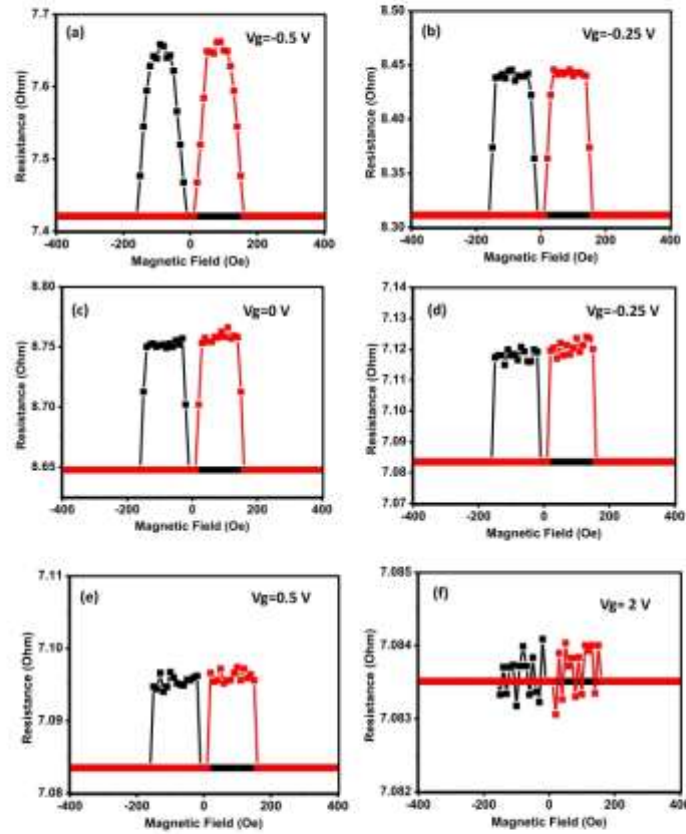 (a) Vg=-0.5 V
7.7
7.6
7.5
7.4
Resistance (Ohm)
-400 -200 0 200 400
Magnetic Field (Oe)
(b) Vg=-0.25 V
8.45
8.40
8.35
8.30
Resistance (Ohm)
-400 -200 0 200 400
Magnetic Field (Oe)
(c) Vg=0 V
8.80
8.75
8.70
8.65
Resistance (Ohm)
-400 -200 0 200 400
Magnetic Field (Oe)
(d) Vg=-0.25 V
7.14
7.13
7.12
7.11
7.10
7.09
7.08
7.07
Resistance (Ohm)
-400 -200 0 200 400
Magnetic Field (Oe)
(e) Vg=0.5 V
7.11
7.10
7.09
7.08
Resistance (Ohm)
-400 -200 0 200 400
Magnetic Field (Oe)
(f) Vg= 2 V
7.085
7.084
7.083
7.082
Resistance (Ohm)
-400 -200 0 200 400
Magnetic Field (Oe)